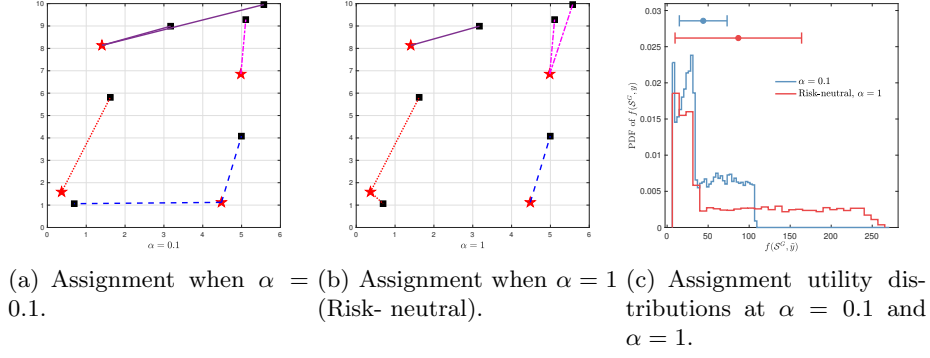 10
9
8
7
6
5
4
3
2
1
0
0 1 2 3 4 5 6
α = 0.1
10
9
8
7
6
5
4
3
2
1
0
0 1 2 3 4 5 6
α = 1
0.03
0.025
0.02
0.015
0.01
0.005
0
PDF of f(𝒮ᴳ, y)
α = 0.1
Risk-neutral, α = 1
0 50 100 150 200 250
f(𝒮ᴳ, ỹ)
(a) Assignment when α =
0.1.
(b) Assignment when α = 1
(Risk- neutral).
(c) Assignment utility dis-
tributions at α = 0.1 and
α = 1.